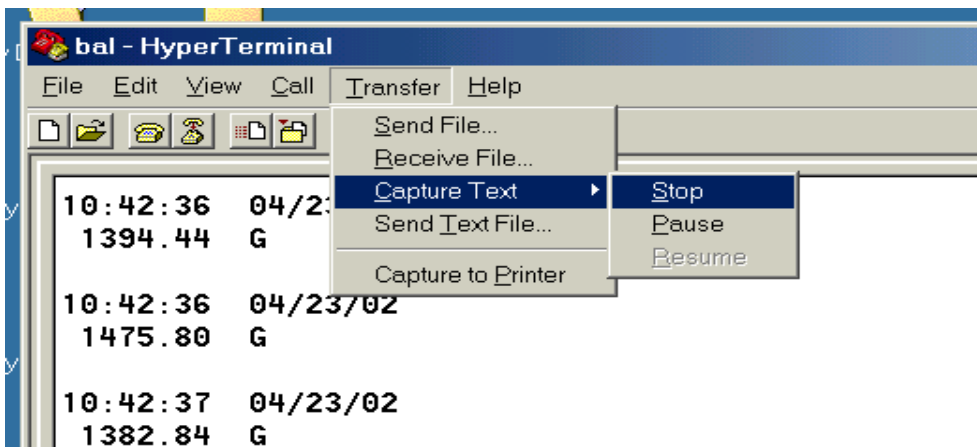 bal - HyperTerminal
File Edit View Call Transfer Help
Send File...
Receive File...
Capture Text
Send Text File...
Capture to Printer
Stop
Pause
Resume
10:42:36 04/23
1394.44 G
10:42:36 04/23/02
1475.80 G
10:42:37 04/23/02
1382.84 G